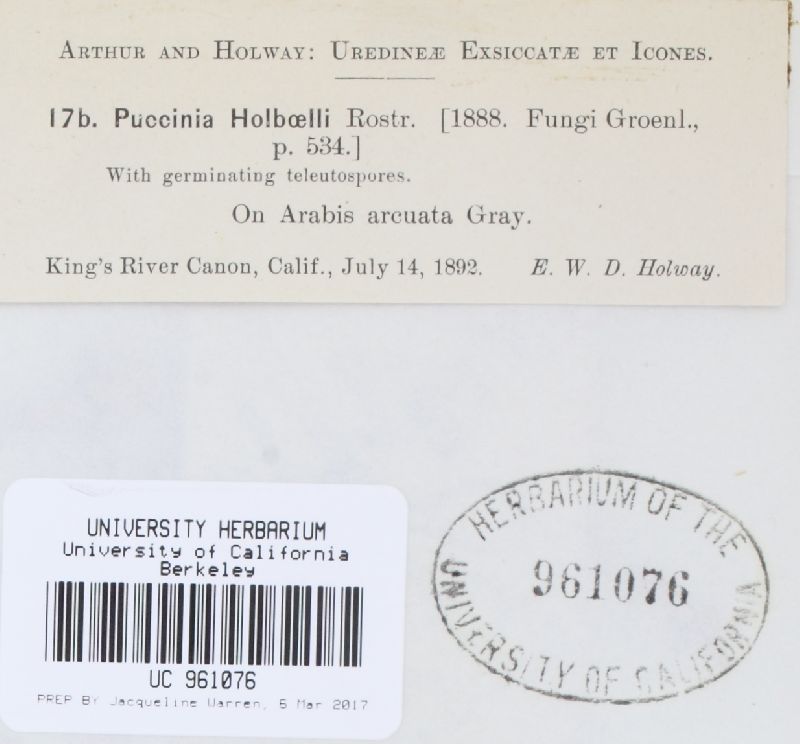 ARTHUR AND HOLWAY: UREDINEÆ EXSICCATÆ ET ICONES.
17b. Puccinia Holbœlli Rostr. [1888. Fungi Groenl.,
p. 534.]
With germinating teleutospores.
On Arabis arcuata Gray.
King's River Canon, Calif., July 14, 1892. E. W. D. Holway.
UNIVERSITY HERBARIUM
University of California
Berkeley
UC 961076
PREP BY Jacqueline Warren, 6 Mar 2017
HERBARIUM OF THE
961076
UNIVERSITY OF CALIFORNIA